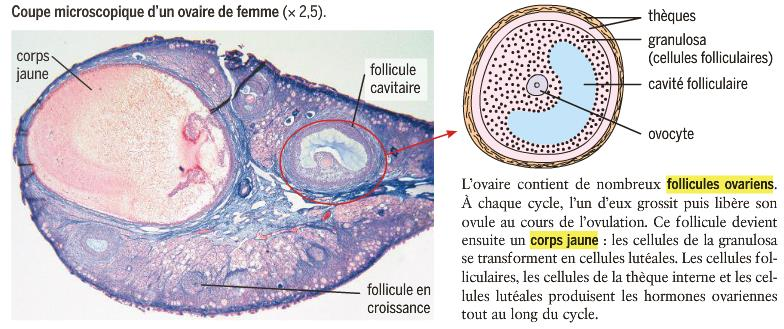 Coupe microscopique d'un ovaire de femme (× 2,5).
corps
jaune
follicule
cavitaire
follicule en
croissance
thèques
granulosa
(cellules folliculaires)
cavité folliculaire
ovocyte
L'ovaire contient de nombreux follicules ovariens.
À chaque cycle, l'un d'eux grossit puis libère son
ovule au cours de l'ovulation. Ce follicule devient
ensuite un corps jaune : les cellules de la granulosa
se transforment en cellules lutéales. Les cellules fol-
liculaires, les cellules de la thèque interne et les cel-
lules lutéales produisent les hormones ovariennes
tout au long du cycle.